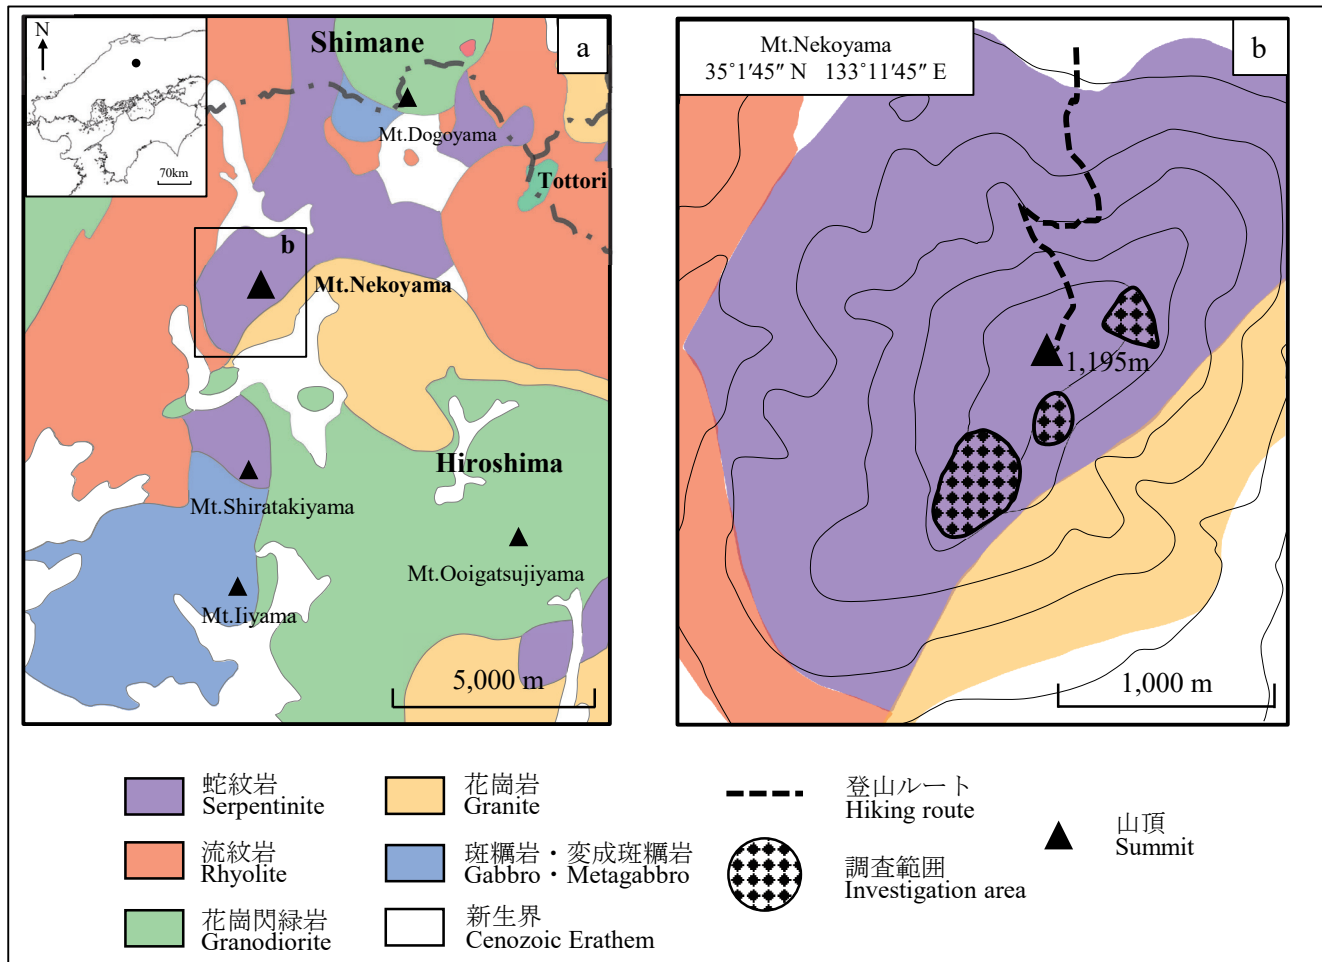 N
70km
Shimane
a
Mt.Dogoyama
Tottori
b
Mt.Nekoyama
Hiroshima
Mt.Shiratakiyama
Mt.Ooigatsujiyama
Mt.Iiyama
5,000 m
Mt.Nekoyama
35°1′45″ N 133°11′45″ E
b
1,195m
1,000 m
蛇紋岩
Serpentinite
流紋岩
Rhyolite
花崗閃緑岩
Granodiorite
花崗岩
Granite
斑糲岩・変成斑糲岩
Gabbro・Metagabbro
新生界
Cenozoic Erathem
登山ルート
Hiking route
調査範囲
Investigation area
山頂
Summit